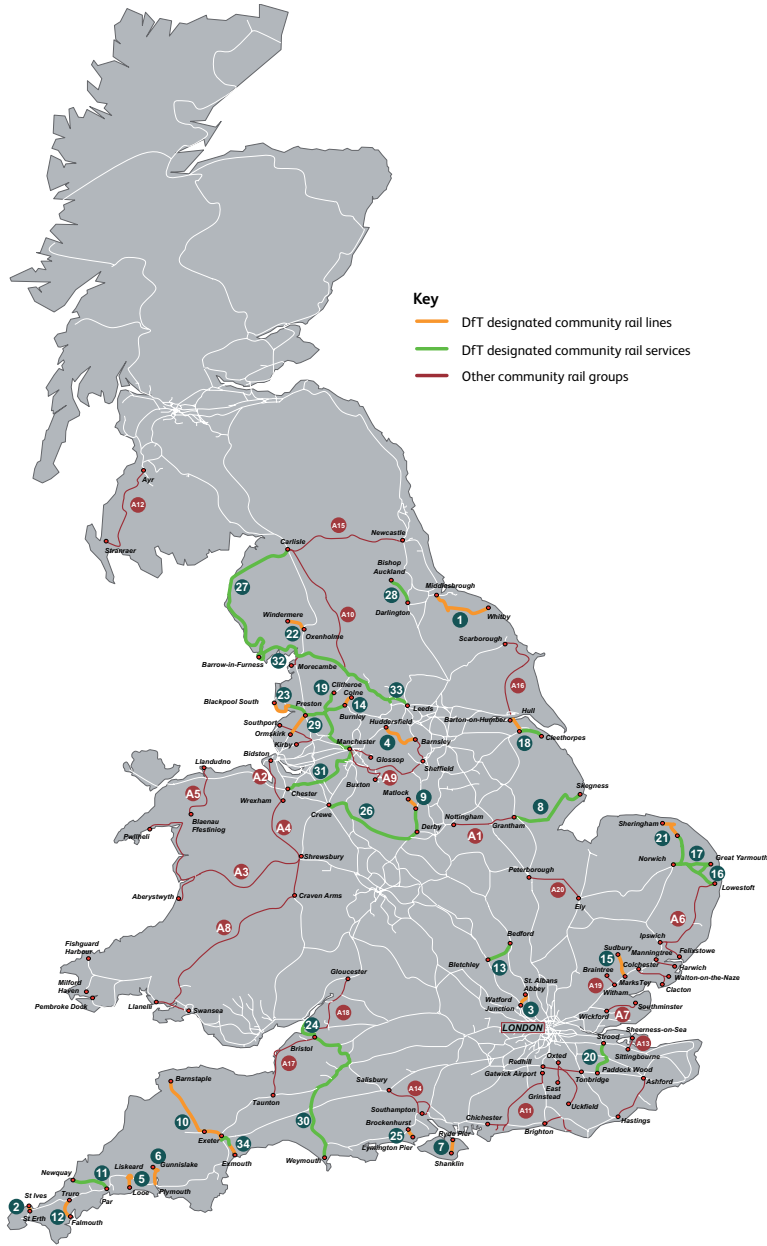 Key
DfT designated community rail lines
DfT designated community rail services
Other community rail groups
Ayr
A12
Stranraer
A15
Carlisle
Newcastle
Bishop
Auckland
27
28
Darlington
Middlesbrough
1
Whitby
Windermere
22
Oxenholme
A10
Scarborough
Barrow-in-Furness
32
Morecambe
A16
19
Clitheroe
Colne
33
23
Blackpool South
Preston
14
Burnley
Leeds
Hull
Barton-on-Humber
Southport
29
Huddersfield
Ormskirk
4
Barnsley
18
Cleethorpes
Kirby
Manchester
Bidston
Glossop
Sheffield
Llandudno
A2
31
A9
Buxton
Chester
Matlock
9
Skegness
A5
Wrexham
26
8
Crewe
Blaenau
Ffestiniog
A4
Nottingham
Grantham
Derby
A1
Pwllheli
Sheringham
21
17
Shrewsbury
Norwich
Great Yarmouth
16
A3
Peterborough
Lowestoft
A20
Aberystwyth
Craven Arms
Ely
A6
A8
Bedford
Ipswich
Fishguard
Harbour
Sudbury
Manningtree
Felixstowe
15
Colchester
Harwich
Bletchley
13
Braintree
Walton-on-the-Naze
Gloucester
St. Albans
Abbey
A19
MarksTey
Clacton
Milford
Haven
Witham
Pembroke Dock
Watford
Junction
3
Southminster
Llanelli
Swansea
A18
Wickford
A7
24
LONDON
Sheerness-on-Sea
Bristol
Strood
A13
Sittingbourne
A17
Redhill
Oxted
20
Gatwick Airport
Paddock Wood
Barnstaple
Salisbury
Tonbridge
Ashford
Taunton
A14
East
Grinstead
10
30
Southampton
Uckfield
Chichester
A11
Brockenhurst
Hastings
Exeter
34
25
Ryde Pier
Brighton
Lymington Pier
7
6
Exmouth
Weymouth
Shanklin
Liskeard
Gunnislake
Newquay
11
5
Truro
Looe
Plymouth
St Ives
Par
2
St Erth
12
Falmouth